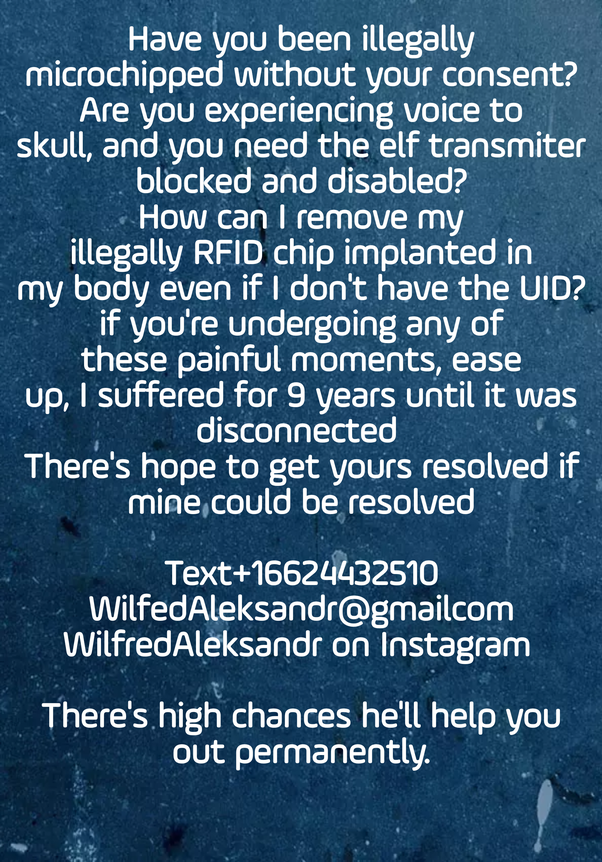 Have you been illegally
microchipped without your consent?
Are you experiencing voice to
skull, and you need the elf transmiter
blocked and disabled?
How can I remove my
illegally RFID chip implanted in
my body even if I don't have the UID?
if you're undergoing any of
these painful moments, ease
up, I suffered for 9 years until it was
disconnected
There's hope to get yours resolved if
mine could be resolved
Text+16624432510
WilfedAleksandr@gmailcom
WilfredAleksandr on Instagram
There's high chances he'll help you
out permanently.